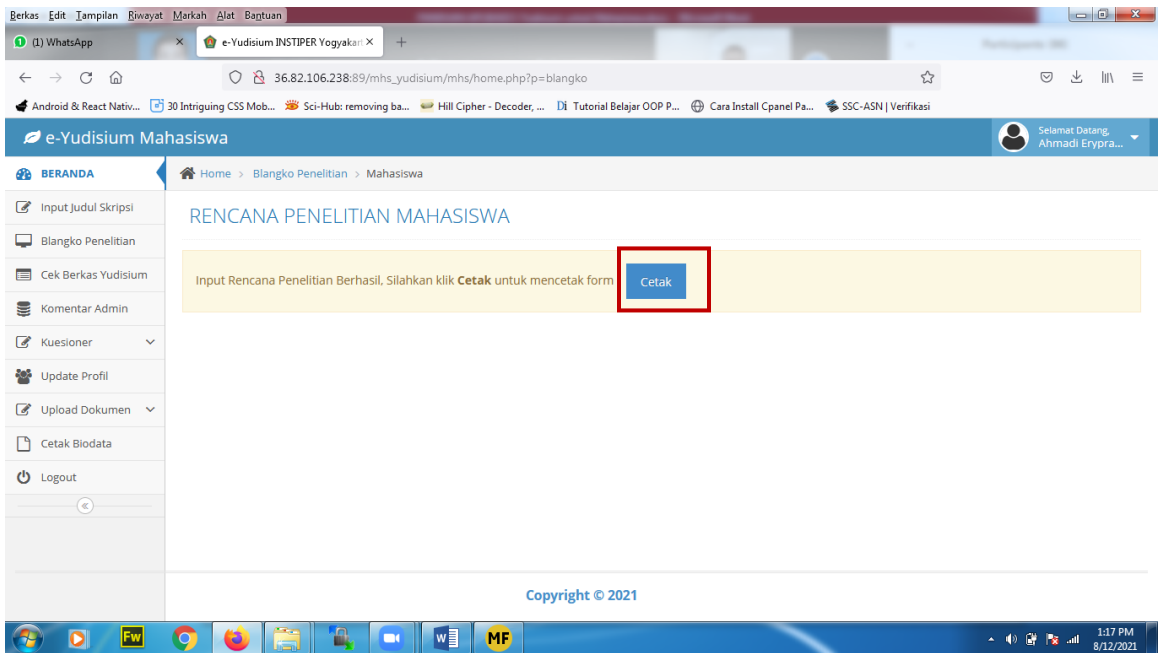 Berkas Edit Tampilan Riwayat Markah Alat Bantuan
(1) WhatsApp
e-Yudisium INSTIPER Yogyakart
36.82.106.238:89/mhs_yudisium/mhs/home.php?p=blangko
Android & React Nativ... 30 Intriguing CSS Mob... Sci-Hub: removing ba... Hill Cipher - Decoder, ... Di Tutorial Belajar OOP P... Cara Install Cpanel Pa... SSC-ASN | Verifikasi
e-Yudisium Mahasiswa
Selamat Datang,
Ahmadi Erypra...
BERANDA
Home > Blangko Penelitian > Mahasiswa
Input Judul Skripsi
Blangko Penelitian
Cek Berkas Yudisium
Komentar Admin
Kuesioner
Update Profil
Upload Dokumen
Cetak Biodata
Logout
RENCANA PENELITIAN MAHASISWA
Input Rencana Penelitian Berhasil, Silahkan klik Cetak untuk mencetak form Cetak
Copyright © 2021
Fw
W
MF
1:17 PM
8/12/2021